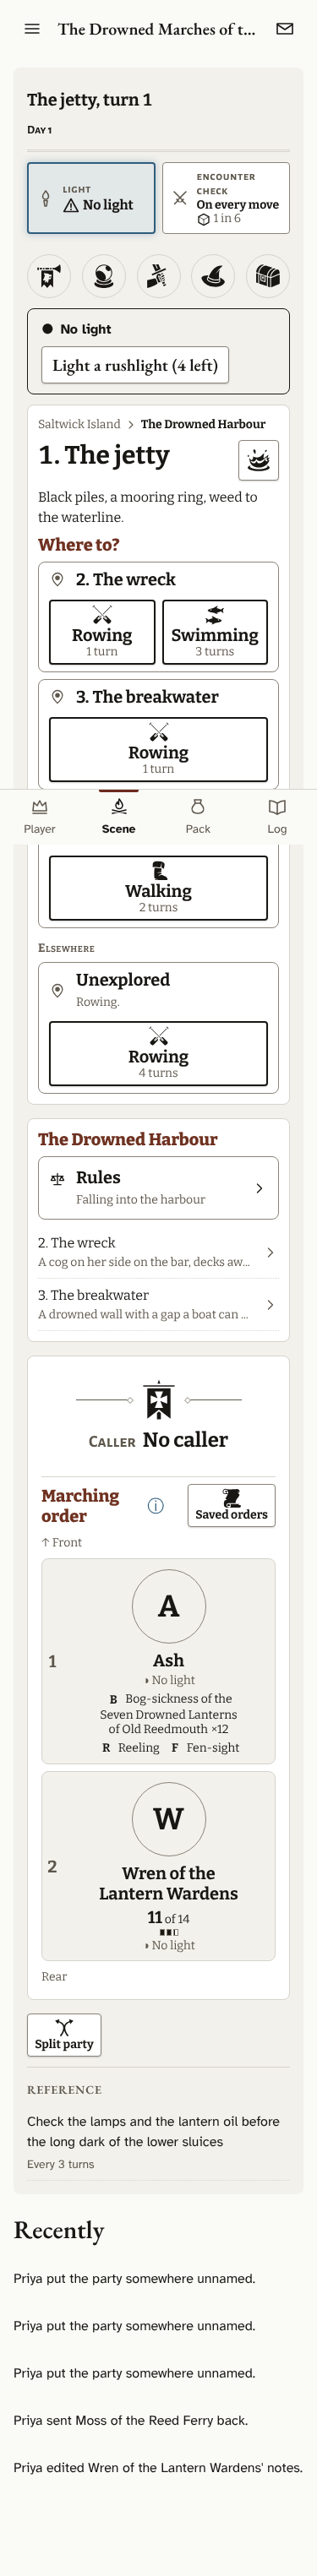 The Drowned Marches of t...
The jetty, turn 1
Day 1
LIGHT
No light
ENCOUNTER
CHECK
On every move
1 in 6
No light
Light a rushlight (4 left)
Saltwick Island > The Drowned Harbour
1. The jetty
Black piles, a mooring ring, weed to
the waterline.
Where to?
2. The wreck
Rowing
1 turn
Swimming
3 turns
3. The breakwater
Rowing
1 turn
Player
Scene
Pack
Log
Walking
2 turns
Elsewhere
Unexplored
Rowing.
Rowing
4 turns
The Drowned Harbour
Rules
Falling into the harbour
2. The wreck
A cog on her side on the bar, decks aw...
3. The breakwater
A drowned wall with a gap a boat can ...
Caller No caller
Marching
order
Saved orders
↑ Front
A
1
Ash
No light
B Bog-sickness of the
Seven Drowned Lanterns
of Old Reedmouth ×12
R Reeling F Fen-sight
W
2
Wren of the
Lantern Wardens
11 of 14
No light
Rear
Split party
REFERENCE
Check the lamps and the lantern oil before
the long dark of the lower sluices
Every 3 turns
Recently
Priya put the party somewhere unnamed.
Priya put the party somewhere unnamed.
Priya put the party somewhere unnamed.
Priya sent Moss of the Reed Ferry back.
Priya edited Wren of the Lantern Wardens' notes.